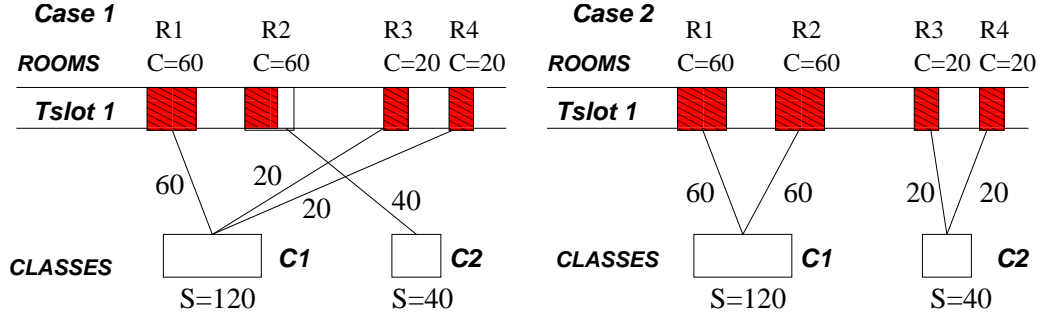 Case 1
R1 R2 R3 R4
ROOMS C=60 C=60 C=20 C=20
Tslot 1
60 20 20 40
CLASSES C1 C2
S=120 S=40
Case 2
R1 R2 R3 R4
ROOMS C=60 C=60 C=20 C=20
Tslot 1
60 60 20 20
CLASSES C1 C2
S=120 S=40